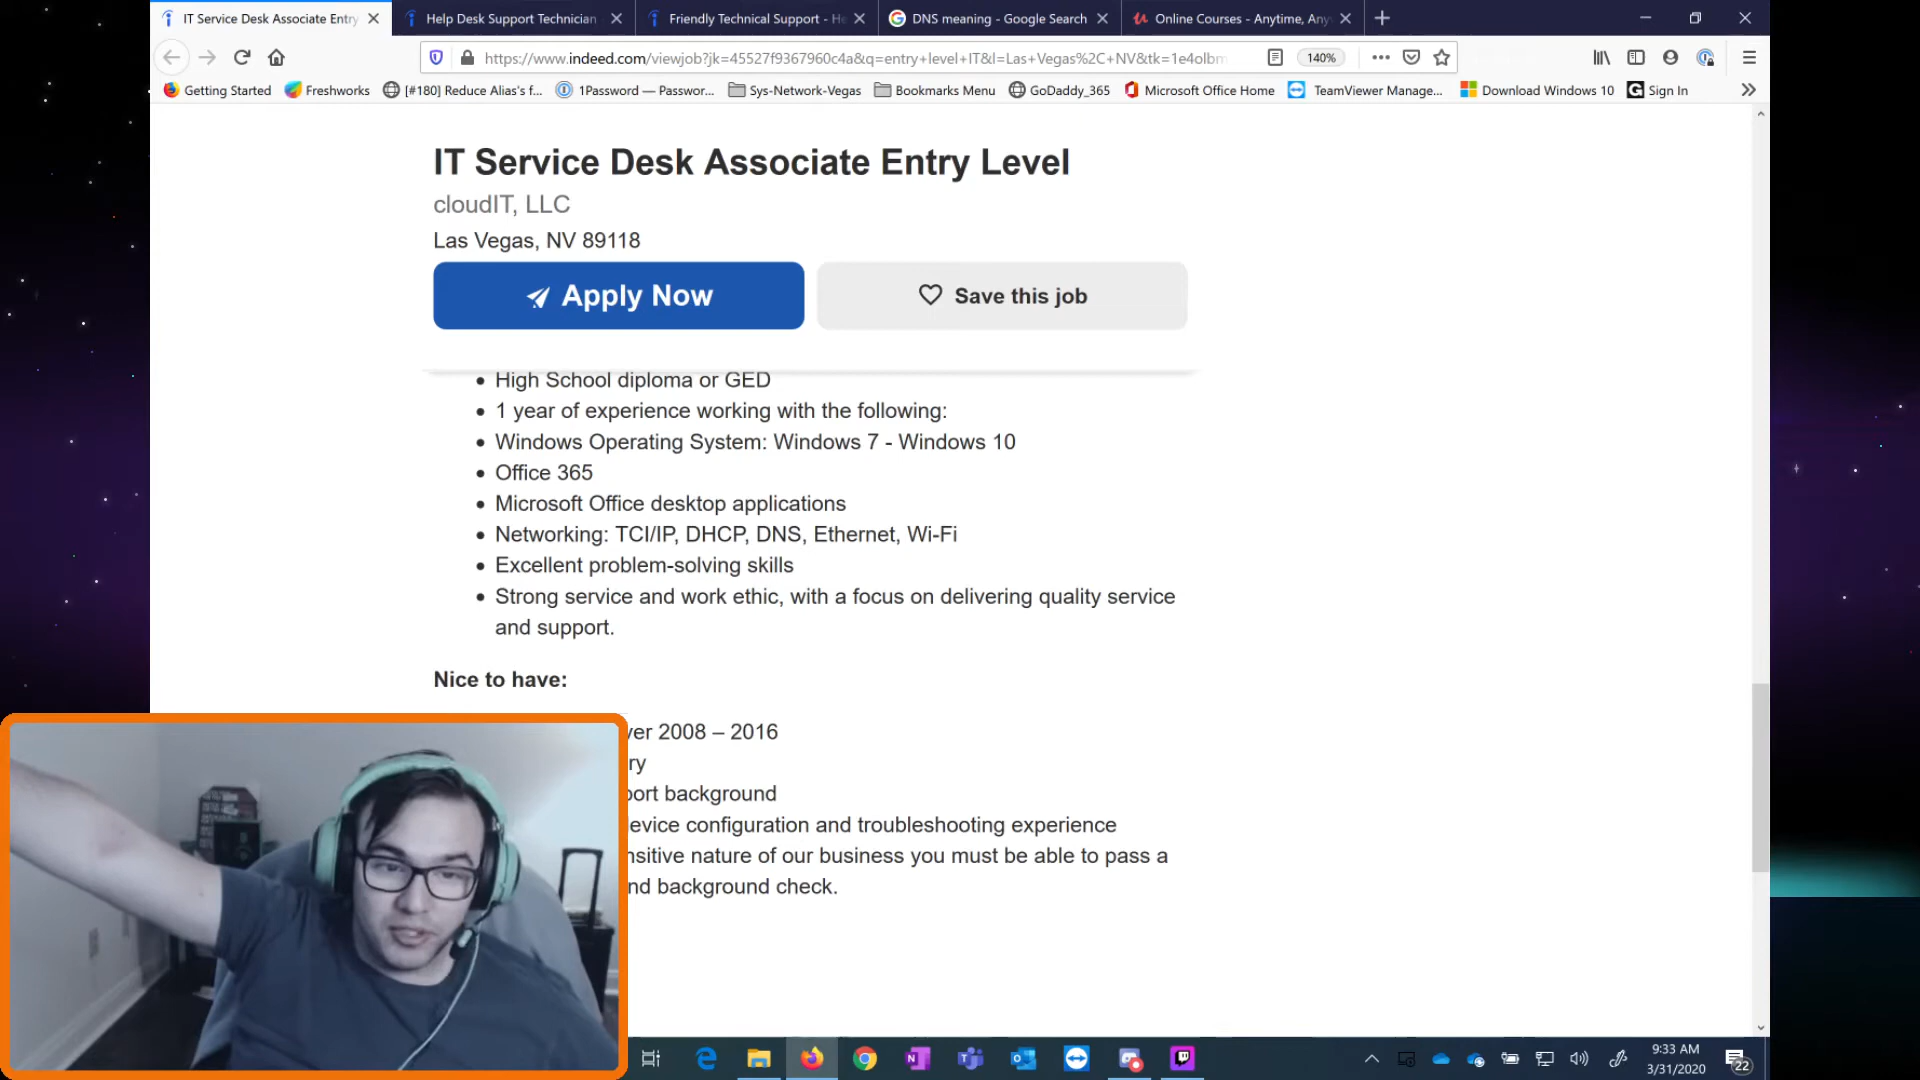 IT Service Desk Associate Entry
Help Desk Support Technician
Friendly Technical Support - He
DNS meaning - Google Search
Online Courses - Anytime, Any
https://www.indeed.com/viewjob?jk=45527f9367960c4a&q=entry+level+IT&l=Las+Vegas%2C+NV&tk=1e4olbm
140%
Getting Started
Freshworks
[#180] Reduce Alias's f...
1Password — Passwor...
Sys-Network-Vegas
Bookmarks Menu
GoDaddy_365
Microsoft Office Home
TeamViewer Manage...
Download Windows 10
Sign In
IT Service Desk Associate Entry Level
cloudIT, LLC
Las Vegas, NV 89118
Apply Now
Save this job
High School diploma or GED
1 year of experience working with the following:
Windows Operating System: Windows 7 - Windows 10
Office 365
Microsoft Office desktop applications
Networking: TCI/IP, DHCP, DNS, Ethernet, Wi-Fi
Excellent problem-solving skills
Strong service and work ethic, with a focus on delivering quality service
and support.
Nice to have:
ver 2008 – 2016
ry
port background
evice configuration and troubleshooting experience
nsitive nature of our business you must be able to pass a
nd background check.
9:33 AM
3/31/2020
22